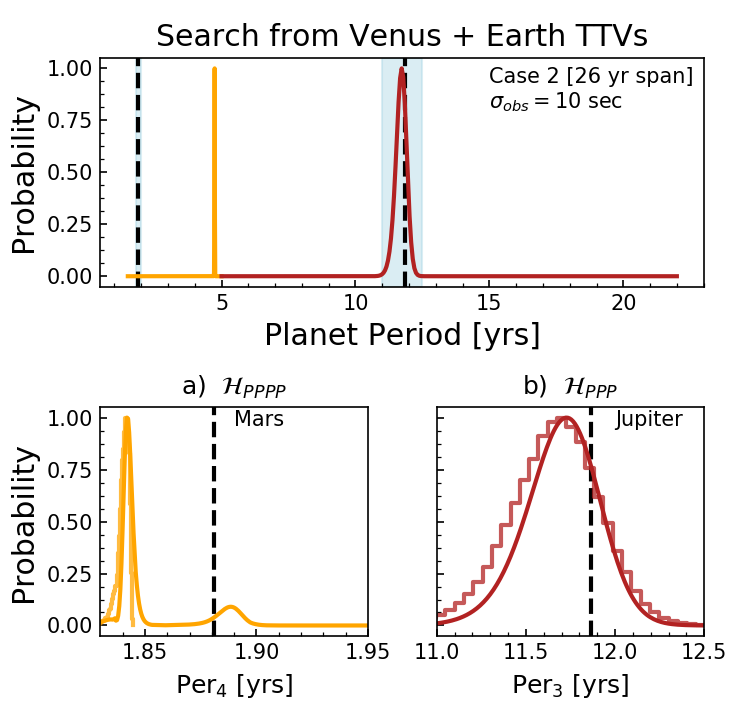 Search from Venus + Earth TTVs
Probability
1.00
0.75
0.50
0.25
0.00
Case 2 [26 yr span]
σ_obs = 10 sec
5 10 15 20
Planet Period [yrs]
a) ℋ_PPPP
Probability
1.00
0.75
0.50
0.25
0.00
Mars
1.85 1.90 1.95
Per₄ [yrs]
b) ℋ_PPP
Jupiter
11.0 11.5 12.0 12.5
Per₃ [yrs]